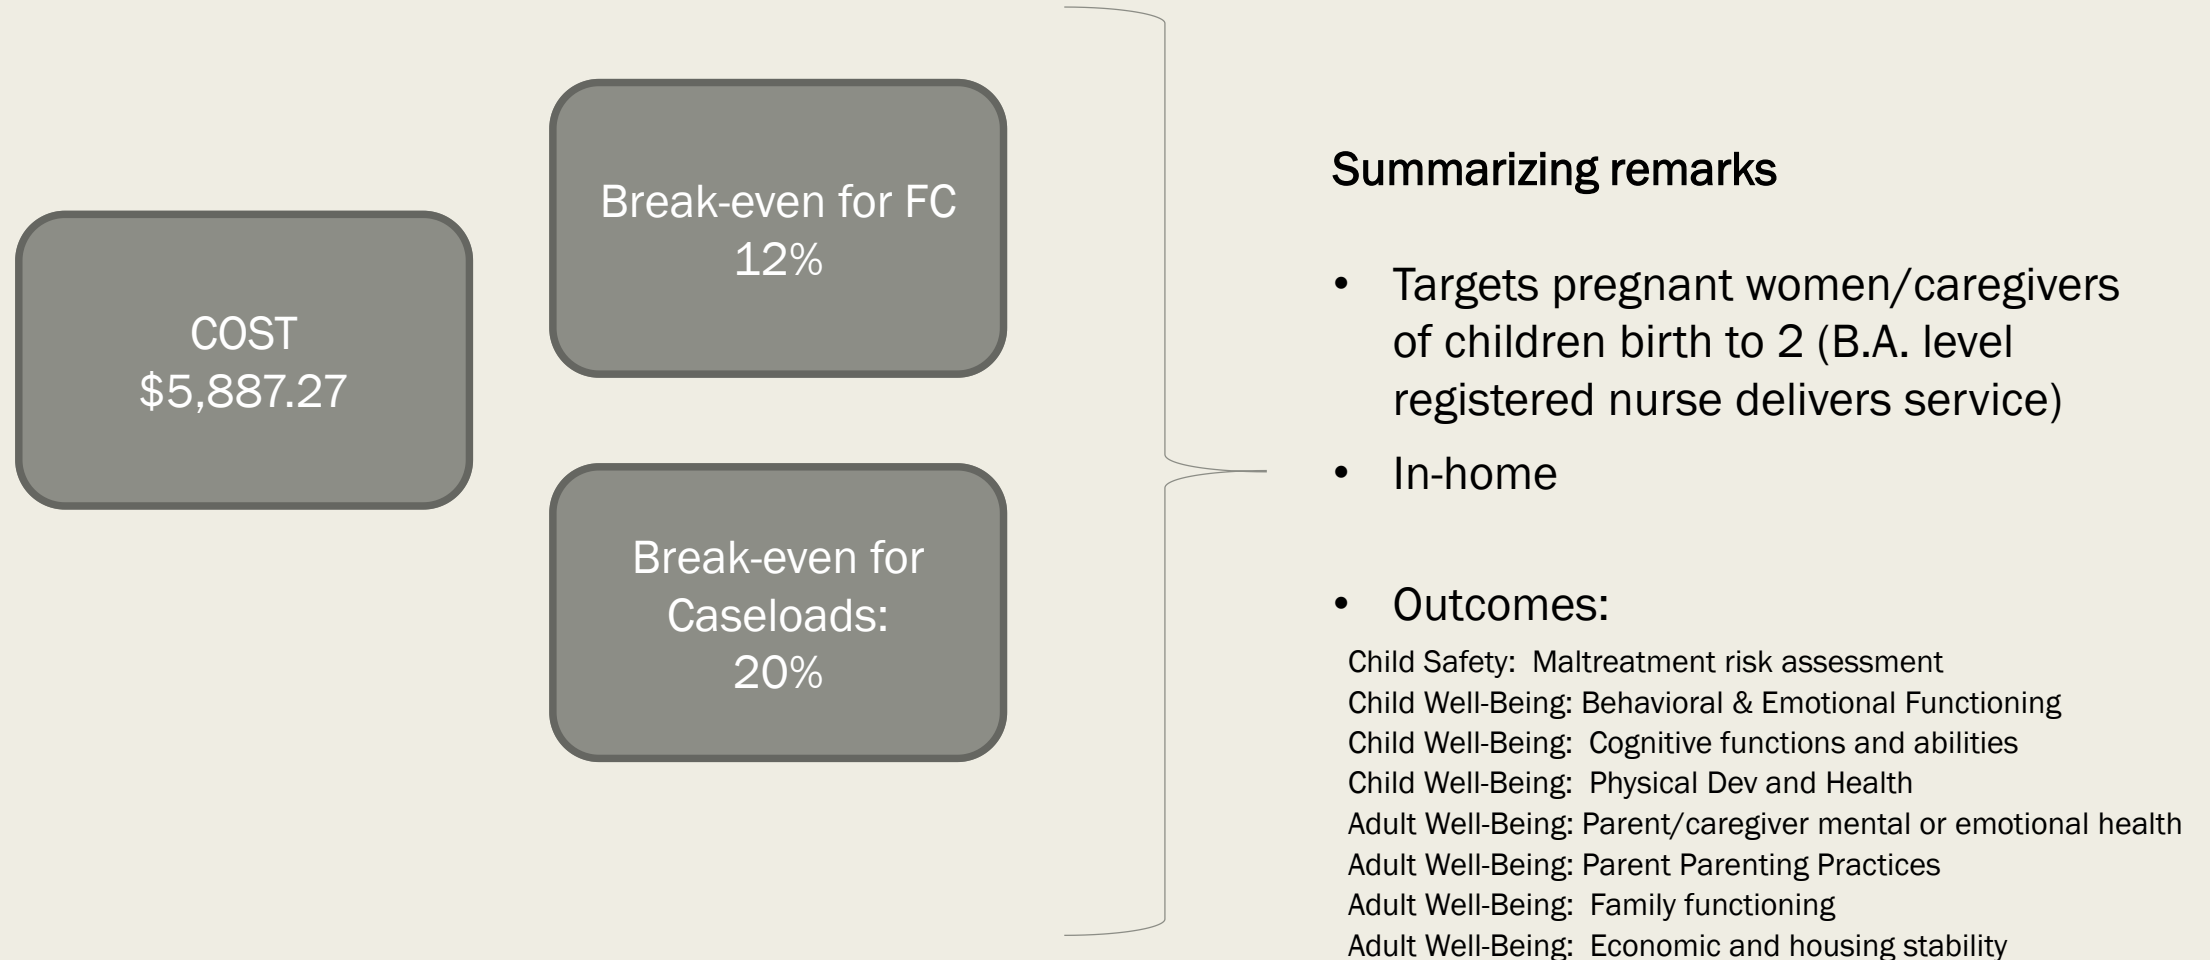 COST
$5,887.27
Break-even for FC
12%
Break-even for
Caseloads:
20%
Summarizing remarks
• Targets pregnant women/caregivers
of children birth to 2 (B.A. level
registered nurse delivers service)
• In-home
• Outcomes:
Child Safety:  Maltreatment risk assessment
Child Well-Being: Behavioral & Emotional Functioning
Child Well-Being:  Cognitive functions and abilities
Child Well-Being:  Physical Dev and Health
Adult Well-Being: Parent/caregiver mental or emotional health
Adult Well-Being: Parent Parenting Practices
Adult Well-Being:  Family functioning
Adult Well-Being:  Economic and housing stability